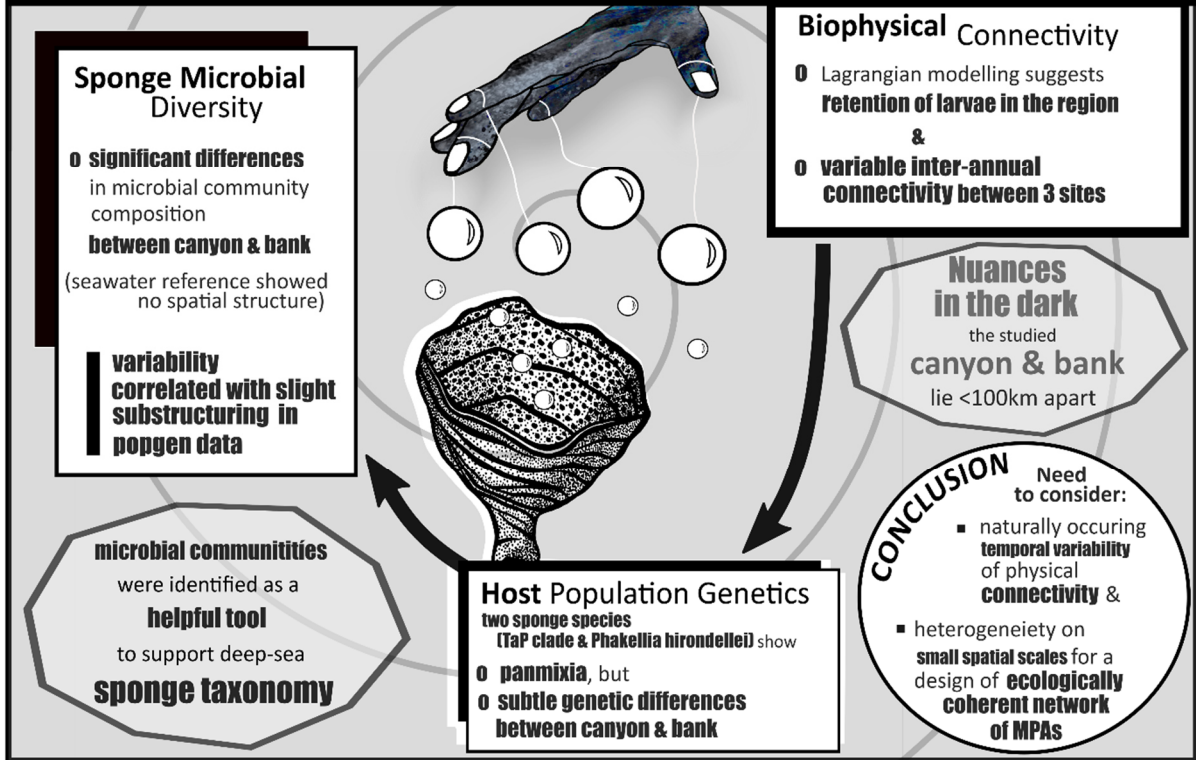 Sponge Microbial
Diversity
o significant differences
in microbial community
composition
between canyon & bank
(seawater reference showed
no spatial structure)
variability
correlated with slight
substructuring in
popgen data
microbial communitities
were identified as a
helpful tool
to support deep-sea
sponge taxonomy
Biophysical Connectivity
o Lagrangian modelling suggests
retention of larvae in the region
&
o variable inter-annual
connectivity between 3 sites
Nuances
in the dark
the studied
canyon & bank
lie <100km apart
Host Population Genetics
two sponge species
(TaP clade & Phakellia hirondellei) show
o panmixia, but
o subtle genetic differences
between canyon & bank
CONCLUSION
Need
to consider:
▪ naturally occuring
temporal variability
of physical
connectivity &
▪ heterogeneiety on
small spatial scales for a
design of ecologically
coherent network
of MPAs